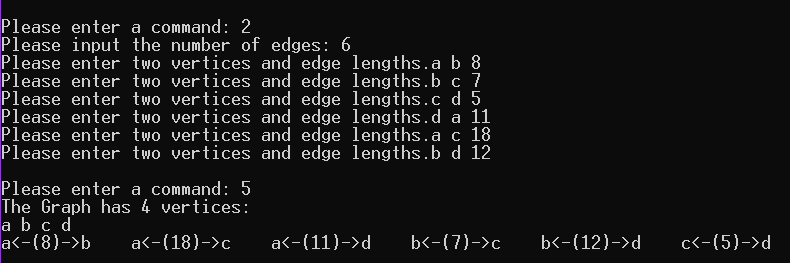 Please enter a command: 2
Please input the number of edges: 6
Please enter two vertices and edge lengths.a b 8
Please enter two vertices and edge lengths.b c 7
Please enter two vertices and edge lengths.c d 5
Please enter two vertices and edge lengths.d a 11
Please enter two vertices and edge lengths.a c 18
Please enter two vertices and edge lengths.b d 12
Please enter a command: 5
The Graph has 4 vertices:
a b c d
a<-(8)->b    a<-(18)->c    a<-(11)->d    b<-(7)->c    b<-(12)->d    c<-(5)->d